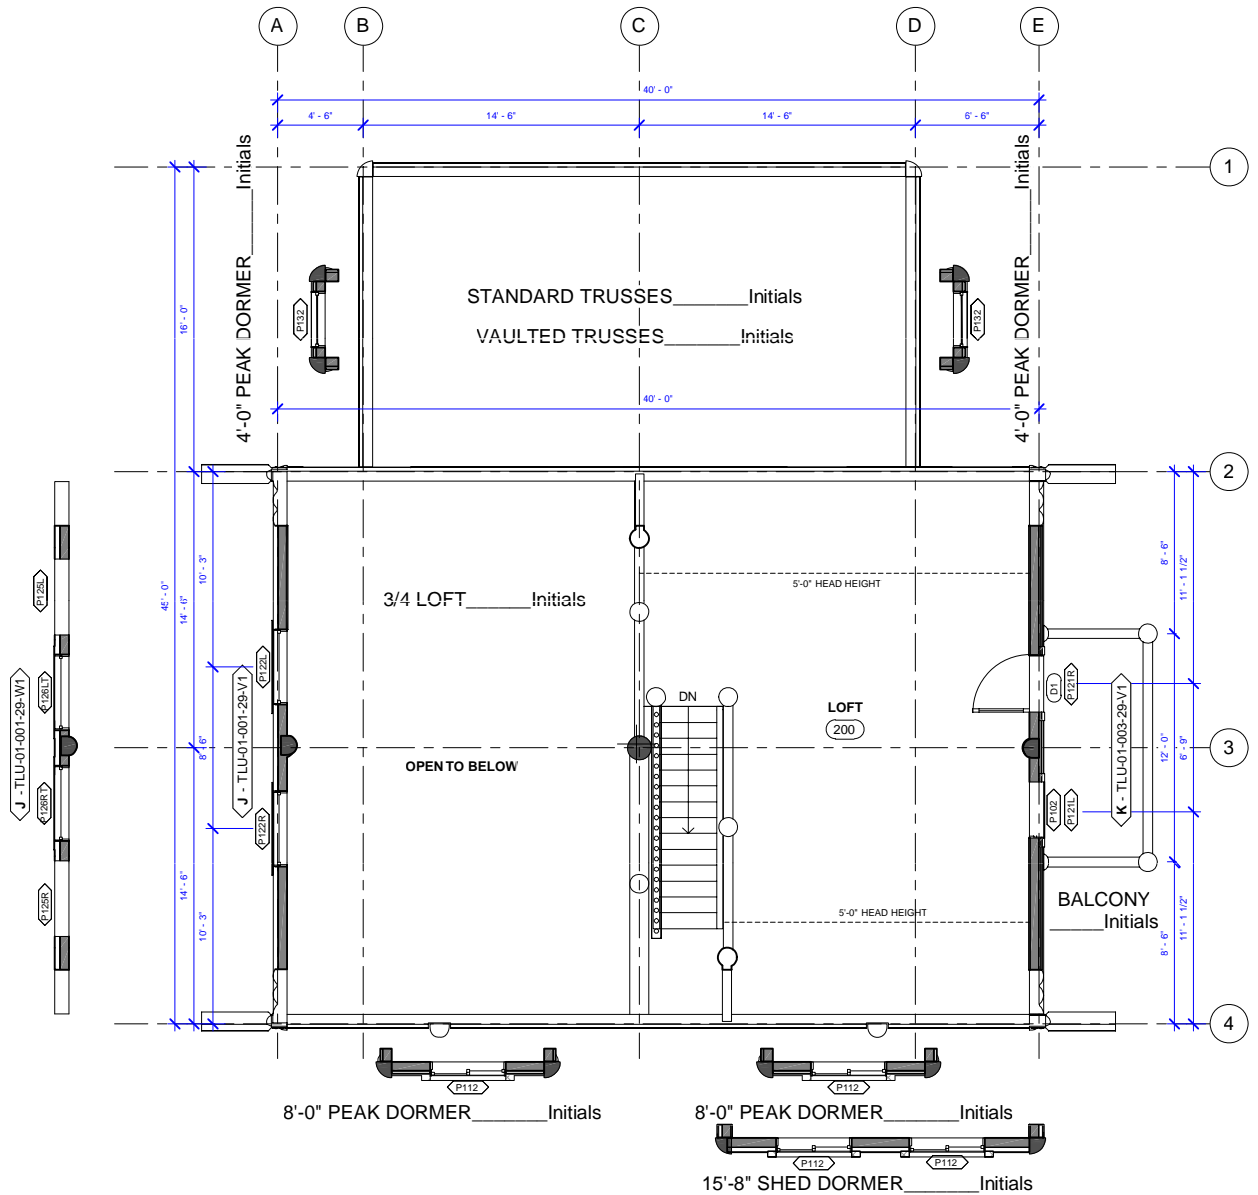 A B C D E
40' - 0"
4' - 6" 14' - 6" 14' - 6" 6' - 6"
1
4'-0" PEAK DORMER______Initials
4'-0" PEAK DORMER______Initials
STANDARD TRUSSES_______Initials
VAULTED TRUSSES_______Initials
P132
P132
16' - 0"
40' - 0"
2
45' - 0"
14' - 6"
10' - 3"
8' - 6"
11' - 1 1/2"
5'-0" HEAD HEIGHT
3/4 LOFT______Initials
P125L
J - TLU-01-001-29-W1
P126LT
P126RT
P125R
J - TLU-01-001-29-V1
P122L
P122R
8' - 6"
DN
LOFT
200
OPEN TO BELOW
D1
P121R
K - TLU-01-003-29-V1
12' - 0"
6' - 9"
3
P102
P121L
14' - 6"
10' - 3"
5'-0" HEAD HEIGHT
BALCONY
_____Initials
8' - 6"
11' - 1 1/2"
4
P112
P112
8'-0" PEAK DORMER_______Initials
8'-0" PEAK DORMER_______Initials
P112
P112
15'-8" SHED DORMER_______Initials